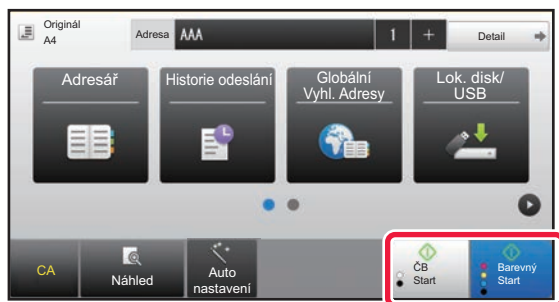 Originál
A4
Adresa AAA 1 + Detail
Adresář
Historie odeslání
Globální
Vyhl. Adresy
Lok. disk/
USB
CA
Náhled
Auto
nastavení
ČB
Start
Barevný
Start